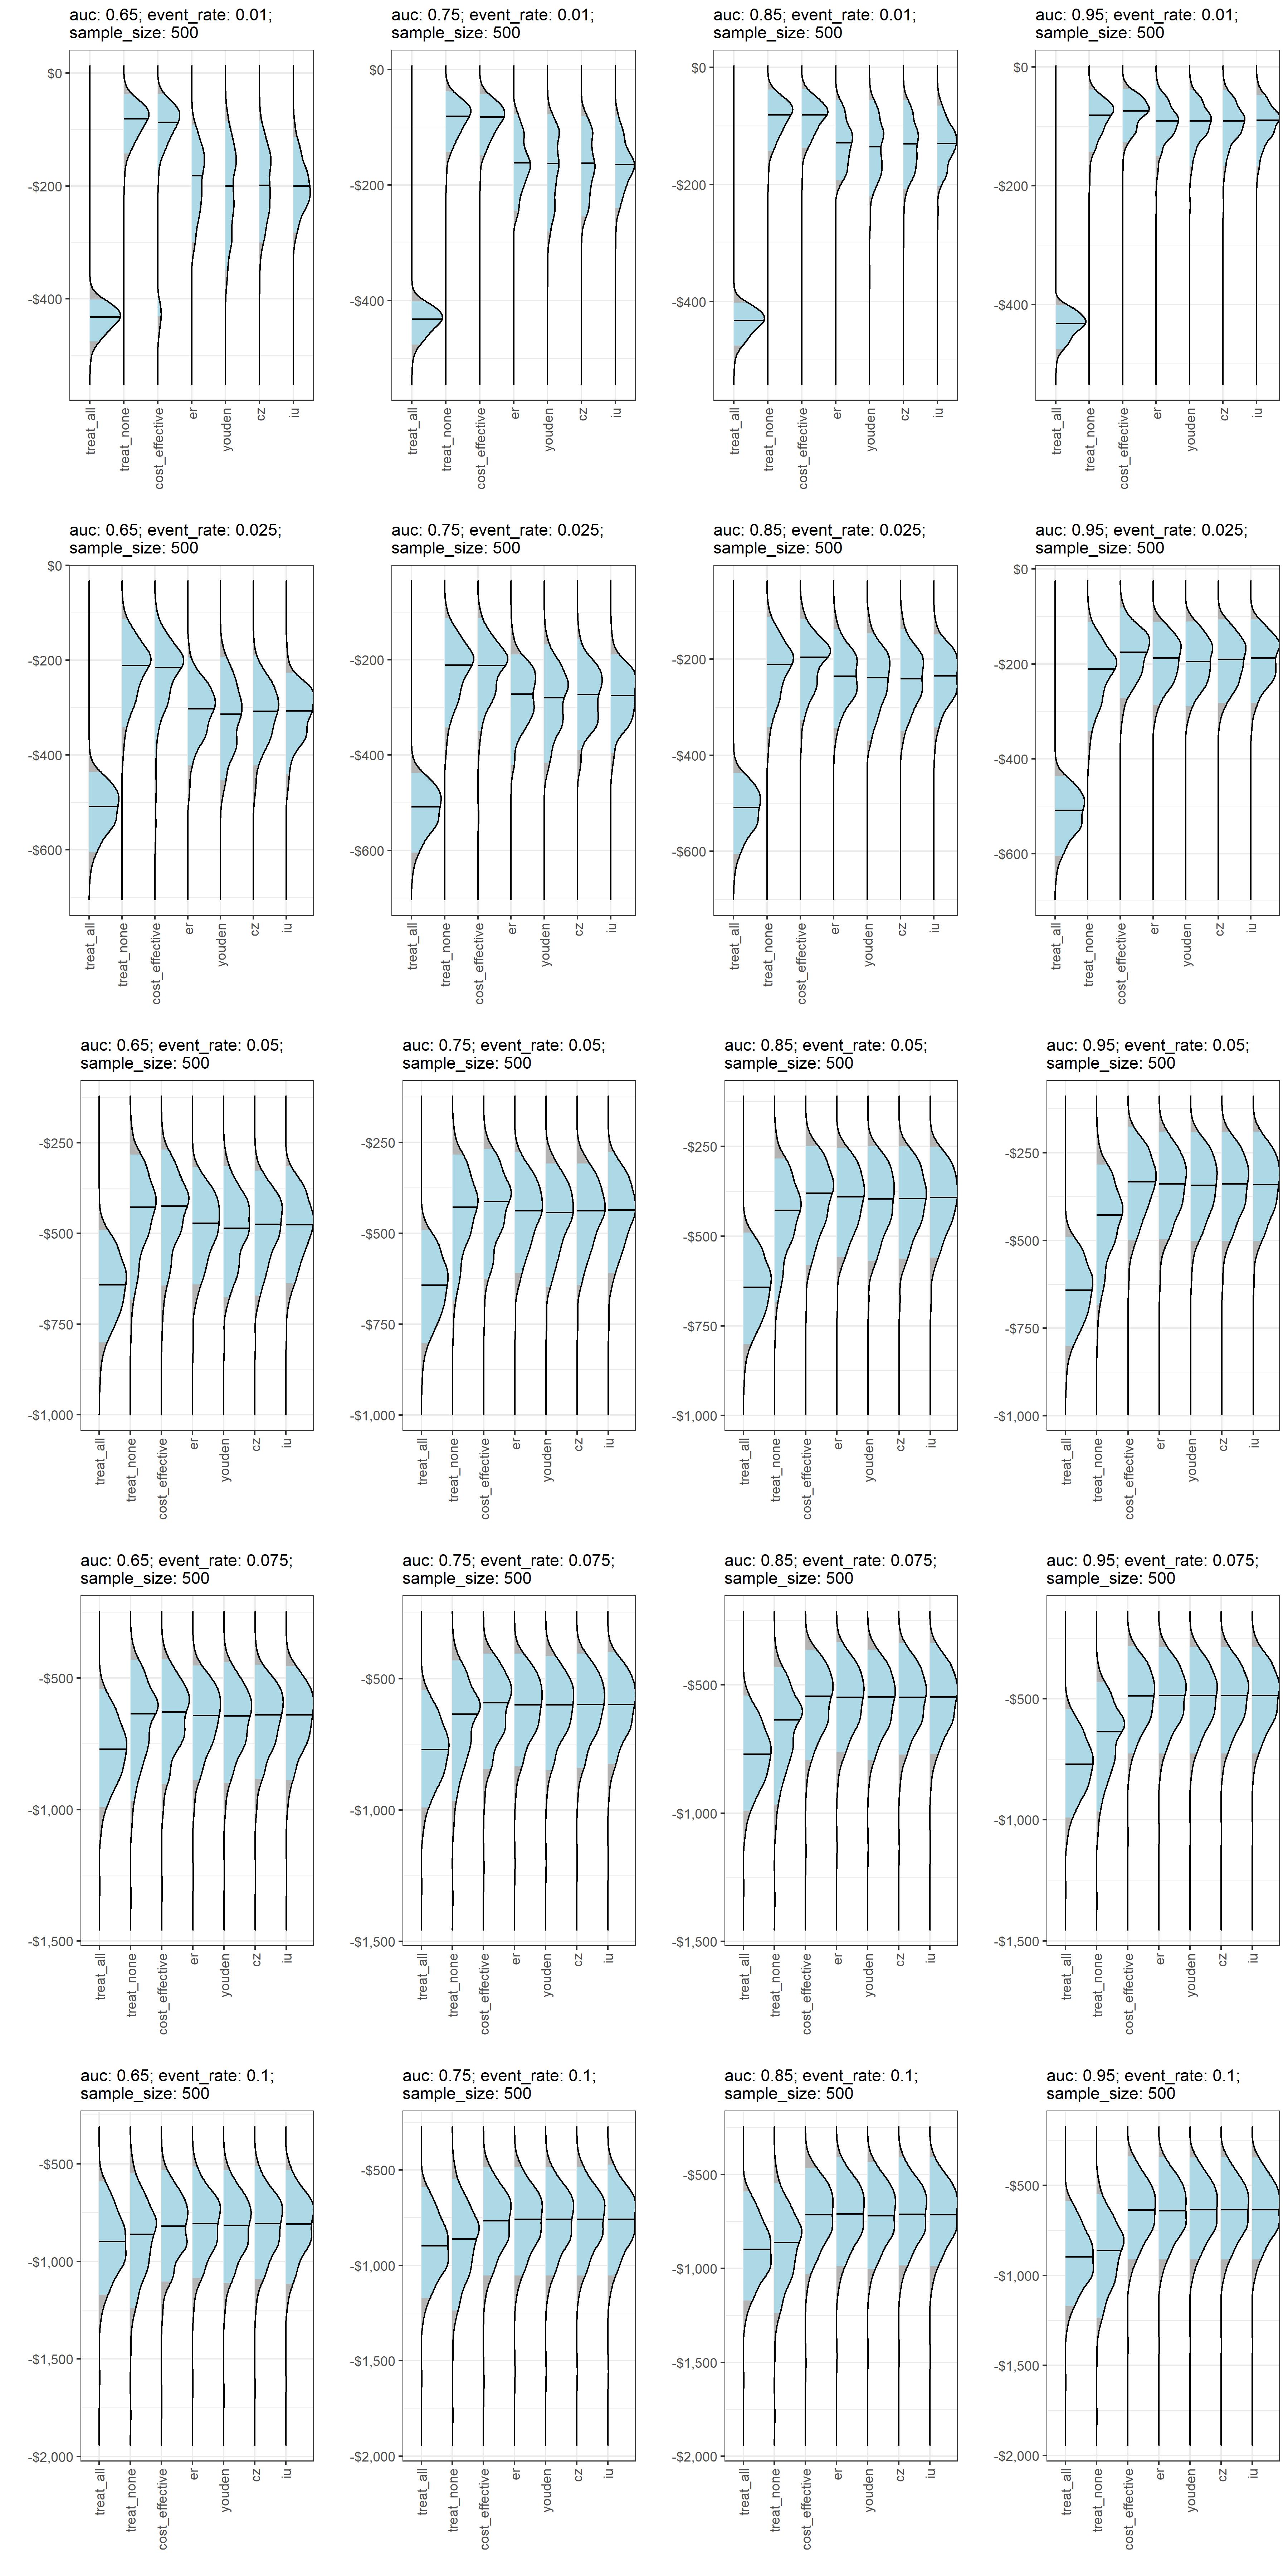 auc: 0.65; event_rate: 0.01;
sample_size: 500
$0
-$200
-$400
treat_all
treat_none
cost_effective
er
youden
cz
iu
auc: 0.75; event_rate: 0.01;
sample_size: 500
$0
-$200
-$400
treat_all
treat_none
cost_effective
er
youden
cz
iu
auc: 0.85; event_rate: 0.01;
sample_size: 500
$0
-$200
-$400
treat_all
treat_none
cost_effective
er
youden
cz
iu
auc: 0.95; event_rate: 0.01;
sample_size: 500
$0
-$200
-$400
treat_all
treat_none
cost_effective
er
youden
cz
iu
auc: 0.65; event_rate: 0.025;
sample_size: 500
$0
-$200
-$400
-$600
treat_all
treat_none
cost_effective
er
youden
cz
iu
auc: 0.75; event_rate: 0.025;
sample_size: 500
-$200
-$400
-$600
treat_all
treat_none
cost_effective
er
youden
cz
iu
auc: 0.85; event_rate: 0.025;
sample_size: 500
-$200
-$400
-$600
treat_all
treat_none
cost_effective
er
youden
cz
iu
auc: 0.95; event_rate: 0.025;
sample_size: 500
$0
-$200
-$400
-$600
treat_all
treat_none
cost_effective
er
youden
cz
iu
auc: 0.65; event_rate: 0.05;
sample_size: 500
-$250
-$500
-$750
-$1,000
treat_all
treat_none
cost_effective
er
youden
cz
iu
auc: 0.75; event_rate: 0.05;
sample_size: 500
-$250
-$500
-$750
-$1,000
treat_all
treat_none
cost_effective
er
youden
cz
iu
auc: 0.85; event_rate: 0.05;
sample_size: 500
-$250
-$500
-$750
-$1,000
treat_all
treat_none
cost_effective
er
youden
cz
iu
auc: 0.95; event_rate: 0.05;
sample_size: 500
-$250
-$500
-$750
-$1,000
treat_all
treat_none
cost_effective
er
youden
cz
iu
auc: 0.65; event_rate: 0.075;
sample_size: 500
-$500
-$1,000
-$1,500
treat_all
treat_none
cost_effective
er
youden
cz
iu
auc: 0.75; event_rate: 0.075;
sample_size: 500
-$500
-$1,000
-$1,500
treat_all
treat_none
cost_effective
er
youden
cz
iu
auc: 0.85; event_rate: 0.075;
sample_size: 500
-$500
-$1,000
-$1,500
treat_all
treat_none
cost_effective
er
youden
cz
iu
auc: 0.95; event_rate: 0.075;
sample_size: 500
-$500
-$1,000
-$1,500
treat_all
treat_none
cost_effective
er
youden
cz
iu
auc: 0.65; event_rate: 0.1;
sample_size: 500
-$500
-$1,000
-$1,500
-$2,000
treat_all
treat_none
cost_effective
er
youden
cz
iu
auc: 0.75; event_rate: 0.1;
sample_size: 500
-$500
-$1,000
-$1,500
-$2,000
treat_all
treat_none
cost_effective
er
youden
cz
iu
auc: 0.85; event_rate: 0.1;
sample_size: 500
-$500
-$1,000
-$1,500
-$2,000
treat_all
treat_none
cost_effective
er
youden
cz
iu
auc: 0.95; event_rate: 0.1;
sample_size: 500
-$500
-$1,000
-$1,500
-$2,000
treat_all
treat_none
cost_effective
er
youden
cz
iu